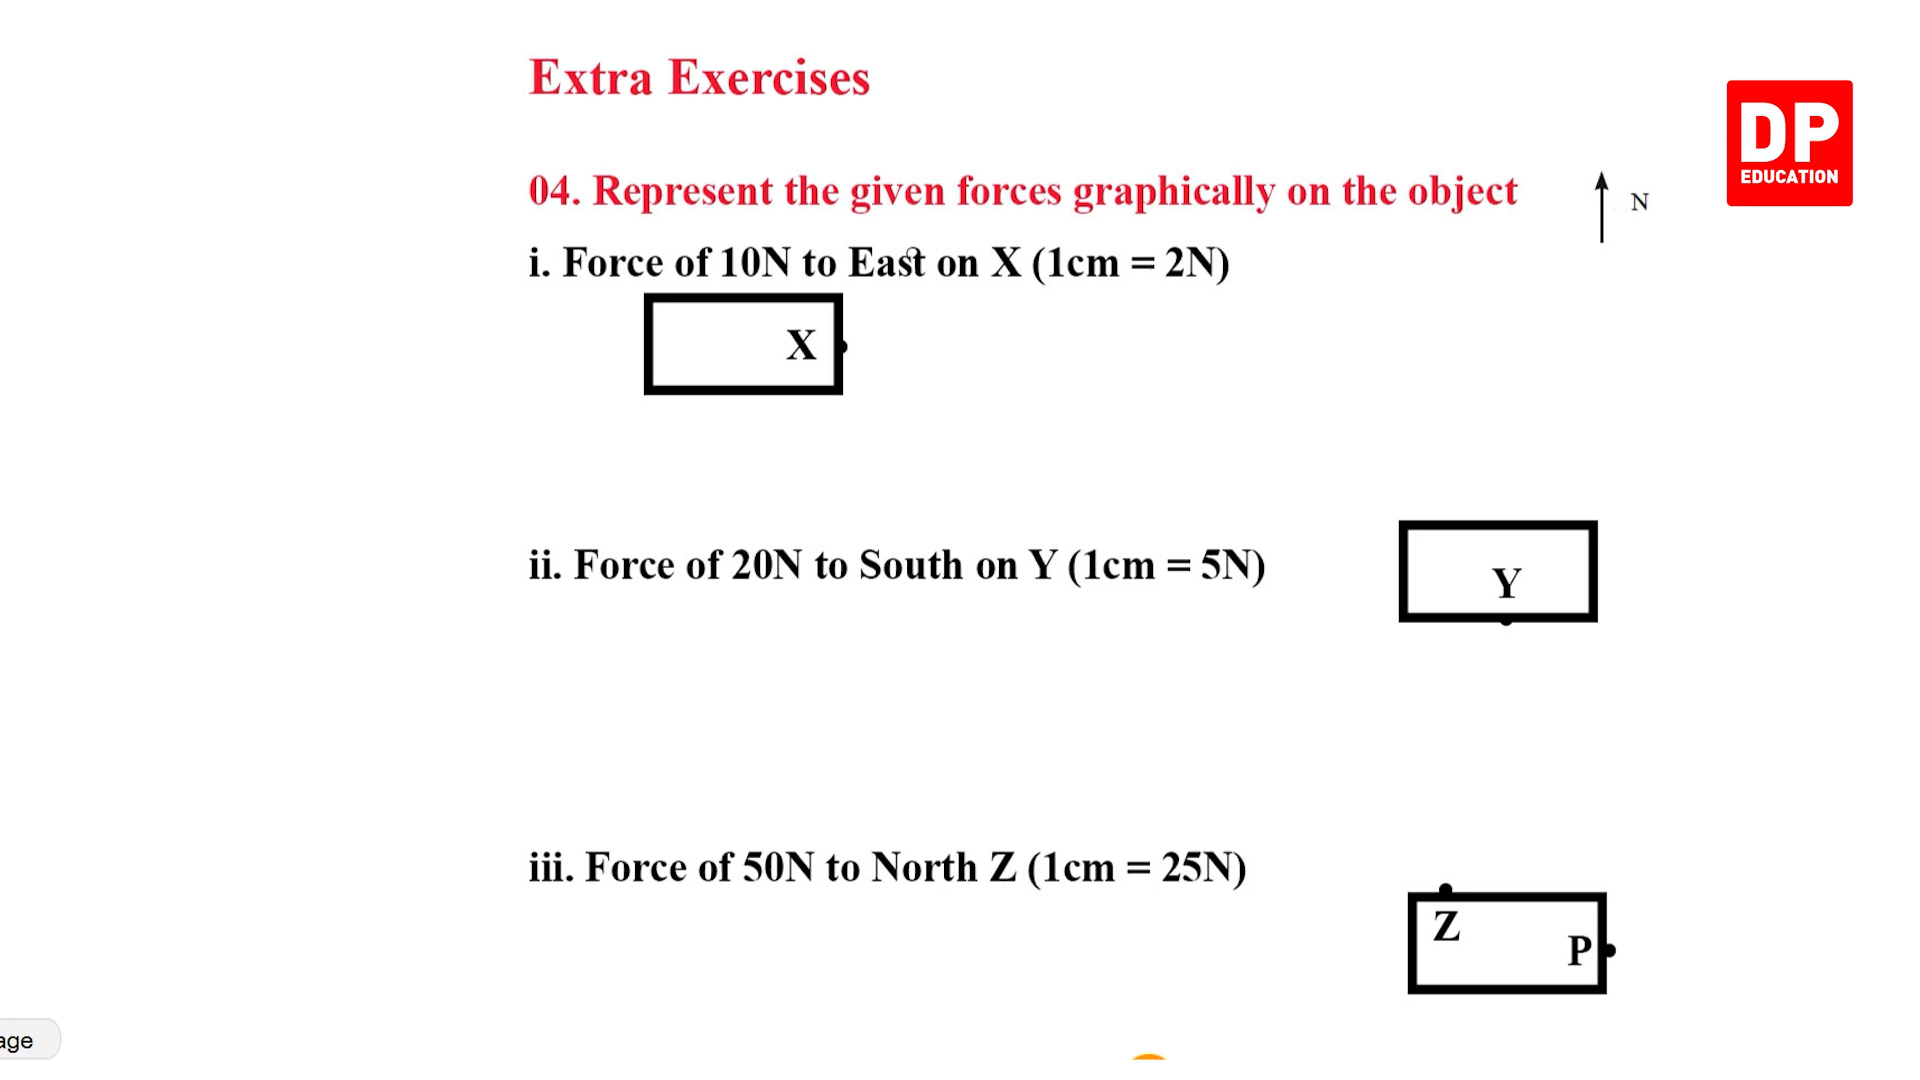 Extra Exercises
DP
EDUCATION
04. Represent the given forces graphically on the object
N
i. Force of 10N to East on X (1cm = 2N)
X
ii. Force of 20N to South on Y (1cm = 5N)
Y
iii. Force of 50N to North Z (1cm = 25N)
Z
P
age